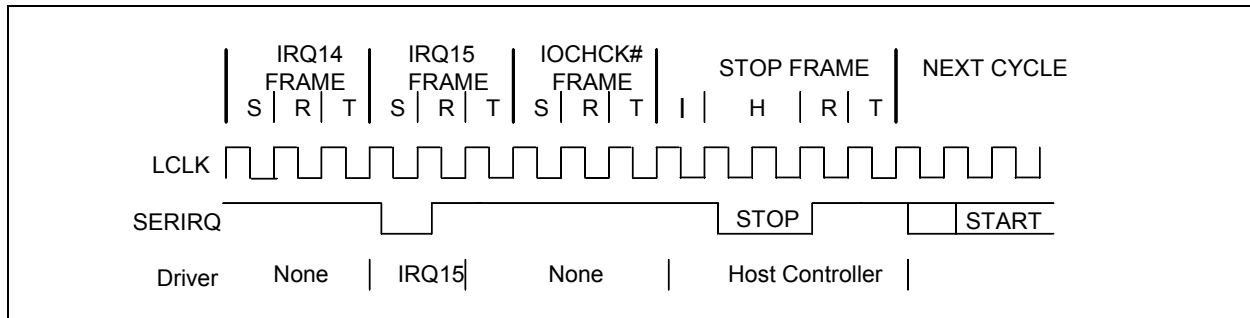 IRQ14 FRAME
IRQ15 FRAME
IOCHCK# FRAME
STOP FRAME
NEXT CYCLE
S R T S R T S R T I H R T
LCLK
SERIRQ STOP START
Driver None IRQ15 None Host Controller